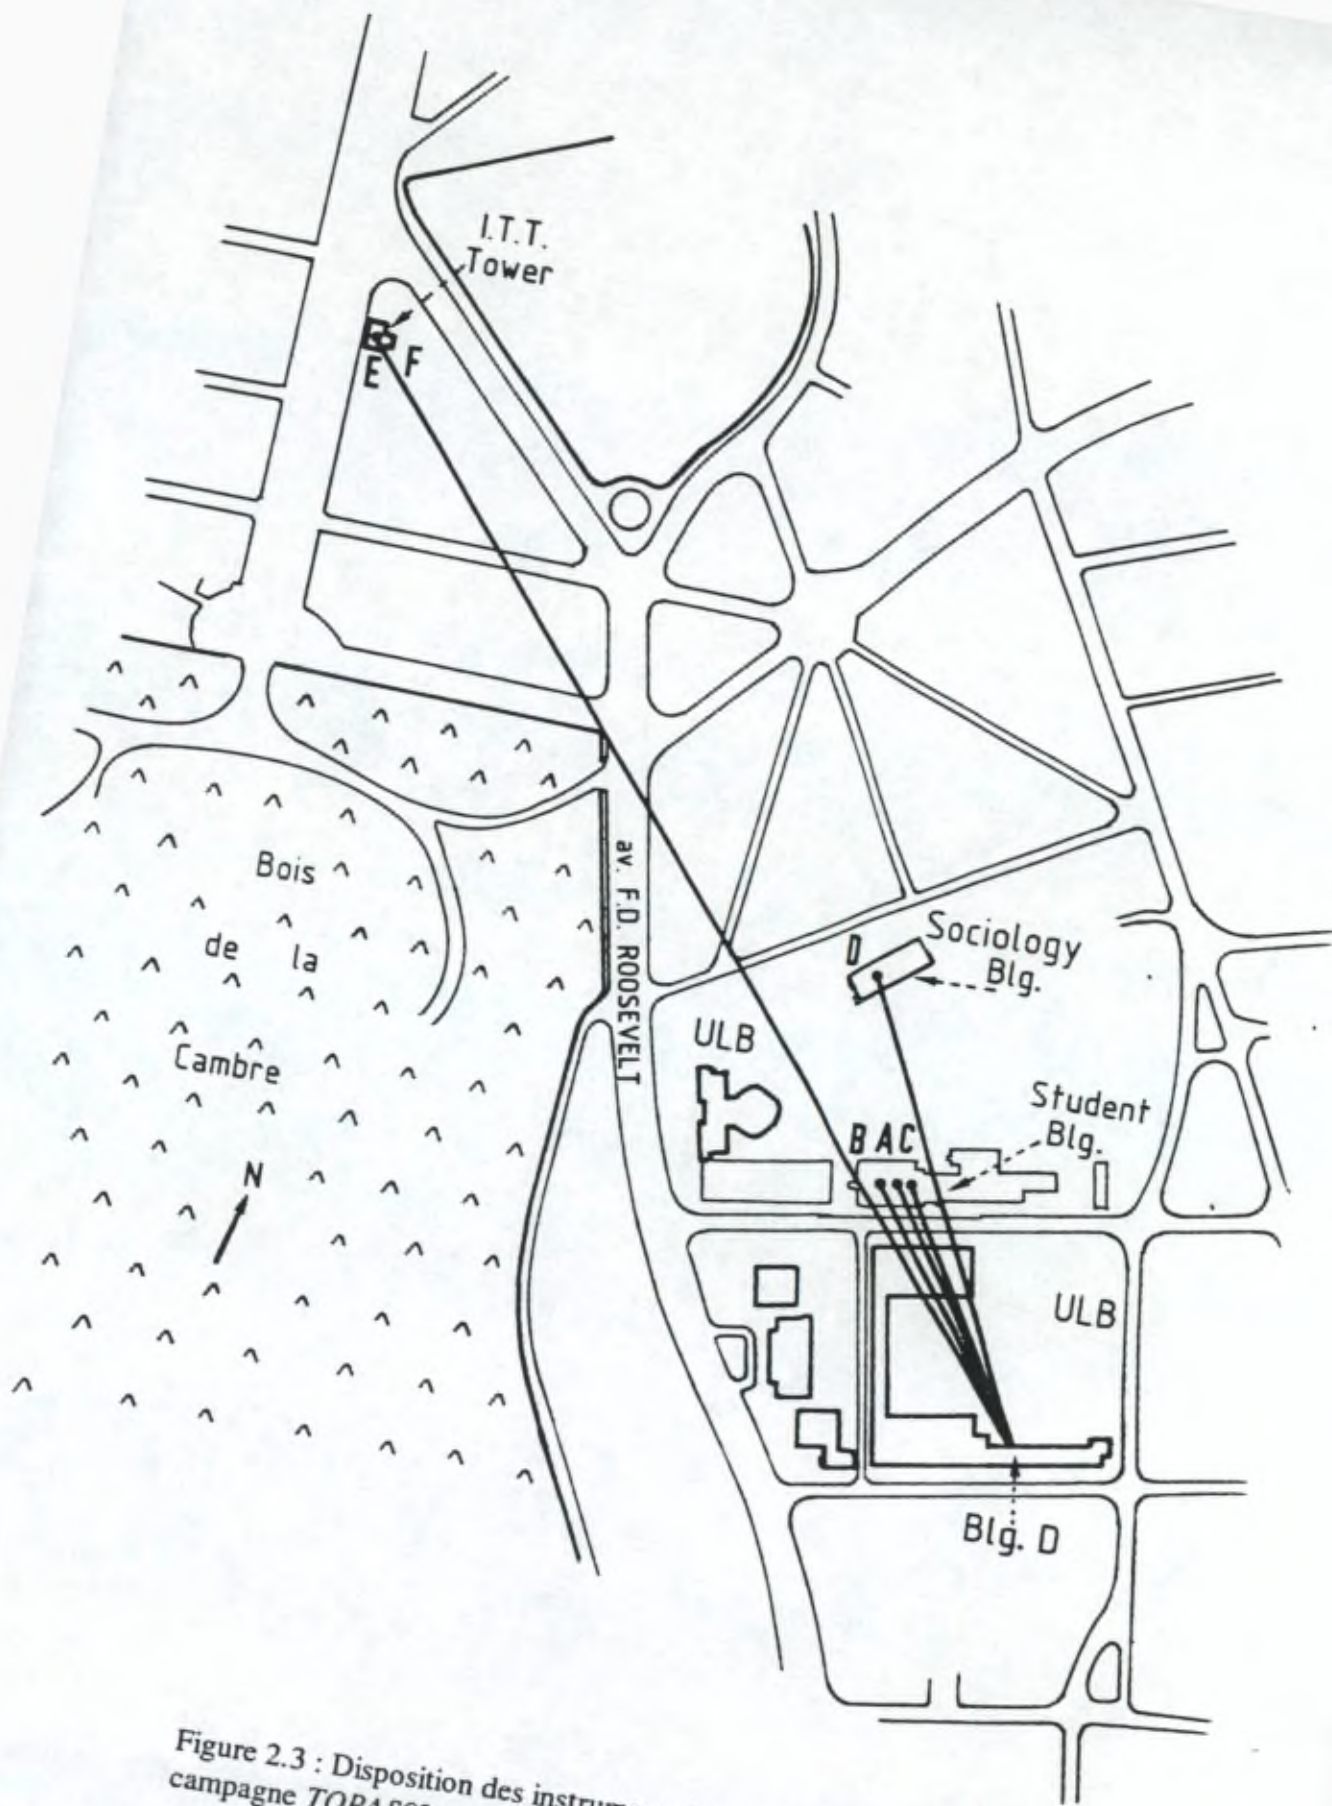 I.T.T.
Tower
E
F
Bois
de la
Cambre
N
av. F.D. ROOSEVELT
D
Sociology
Blg.
ULB
Student
Blg.
B A C
ULB
Blg. D
Figure 2.3 : Disposition des
campagne